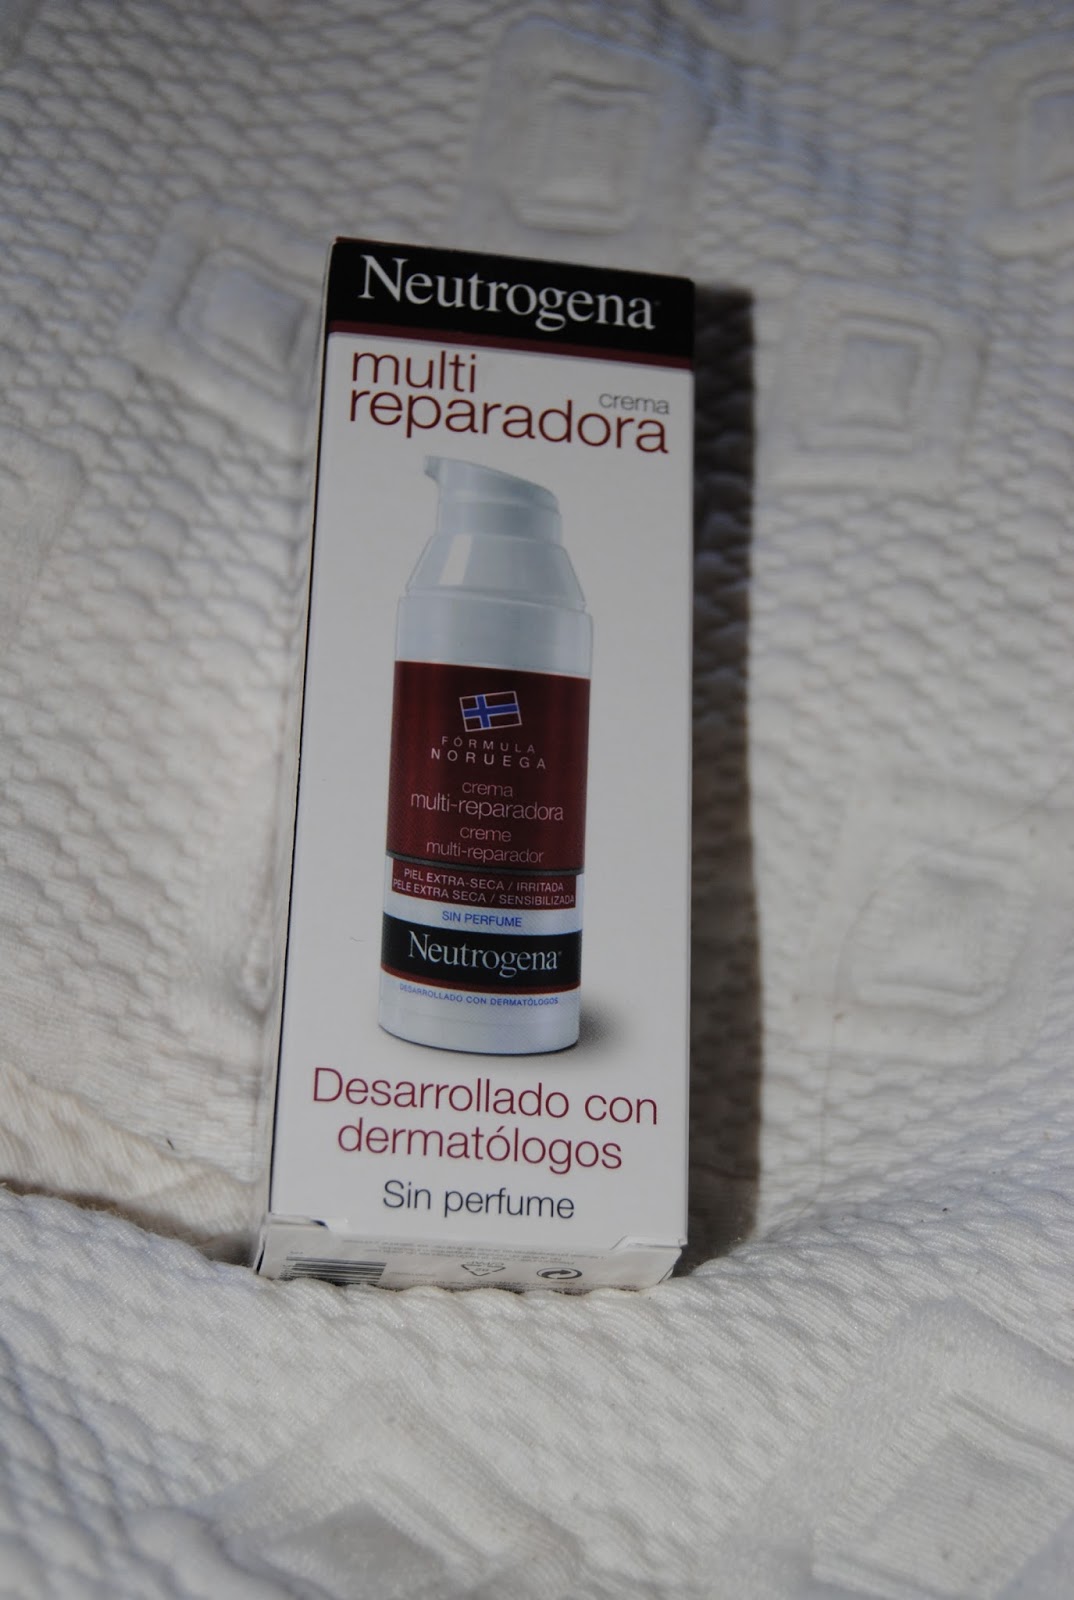 Neutrogena
multi
crema
reparadora
FÓRMULA
NORUEGA
crema
multi-reparadora
creme
multi-reparador
PIEL EXTRA-SECA / IRRITADA
PELE EXTRA SECA / SENSIBILIZADA
SIN PERFUME
Neutrogena
DESARROLLADO CON DERMATÓLOGOS
Desarrollado con
dermatólogos
Sin perfume